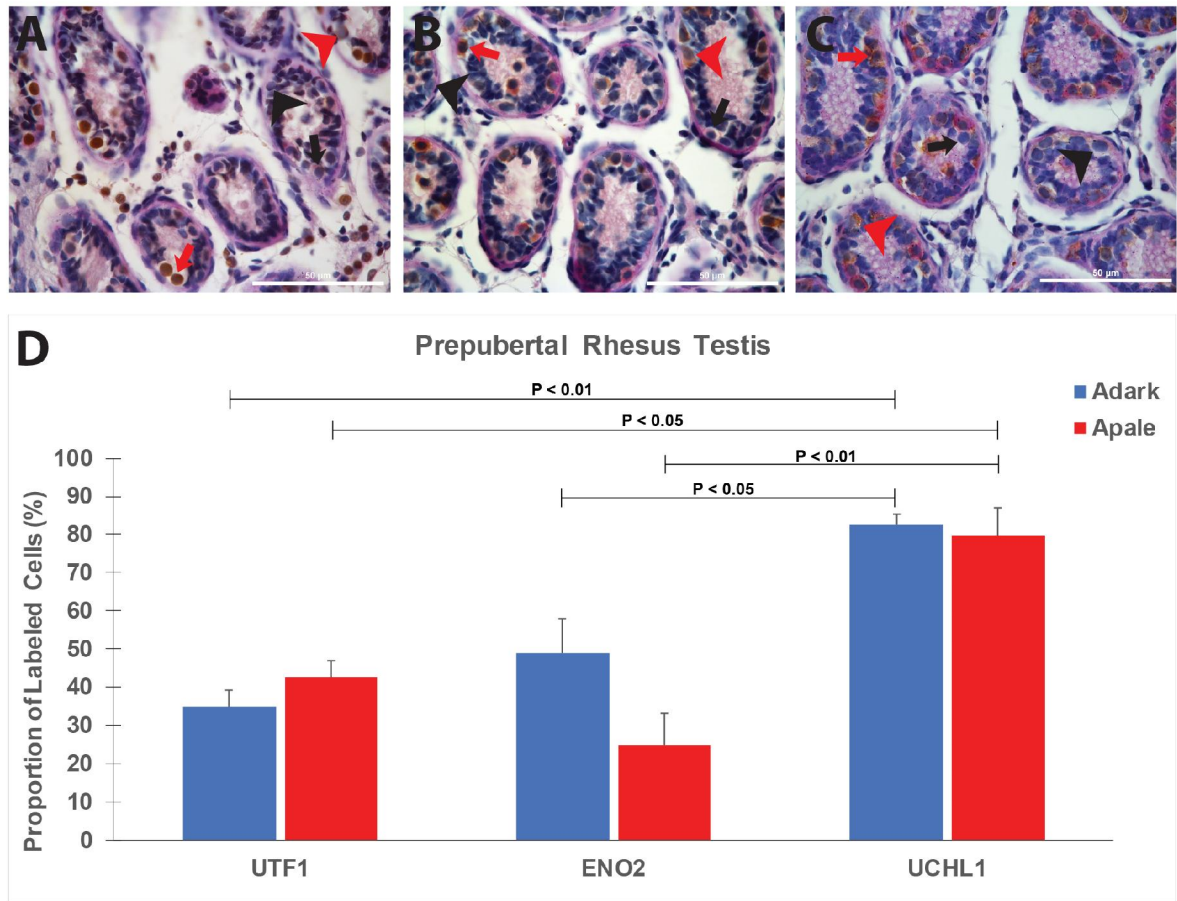 A
B
C
50 µm
50 µm
50 µm
D
Prepubertal Rhesus Testis
P < 0.01
Adark
P < 0.05
Apale
P < 0.01
P < 0.05
Proportion of Labeled Cells (%)
100
90
80
70
60
50
40
30
20
10
0
UTF1
ENO2
UCHL1